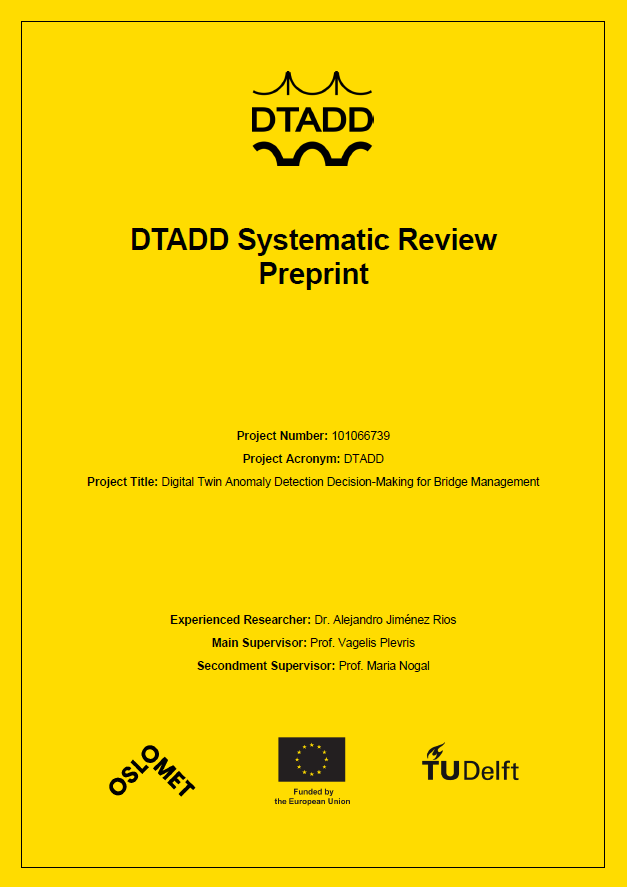 DTADD
DTADD Systematic Review
Preprint
Project Number: 101066739
Project Acronym: DTADD
Project Title: Digital Twin Anomaly Detection Decision-Making for Bridge Management
Experienced Researcher: Dr. Alejandro Jiménez Rios
Main Supervisor: Prof. Vagelis Plevris
Secondment Supervisor: Prof. Maria Nogal
OSLOMET
Funded by
the European Union
TUDelft